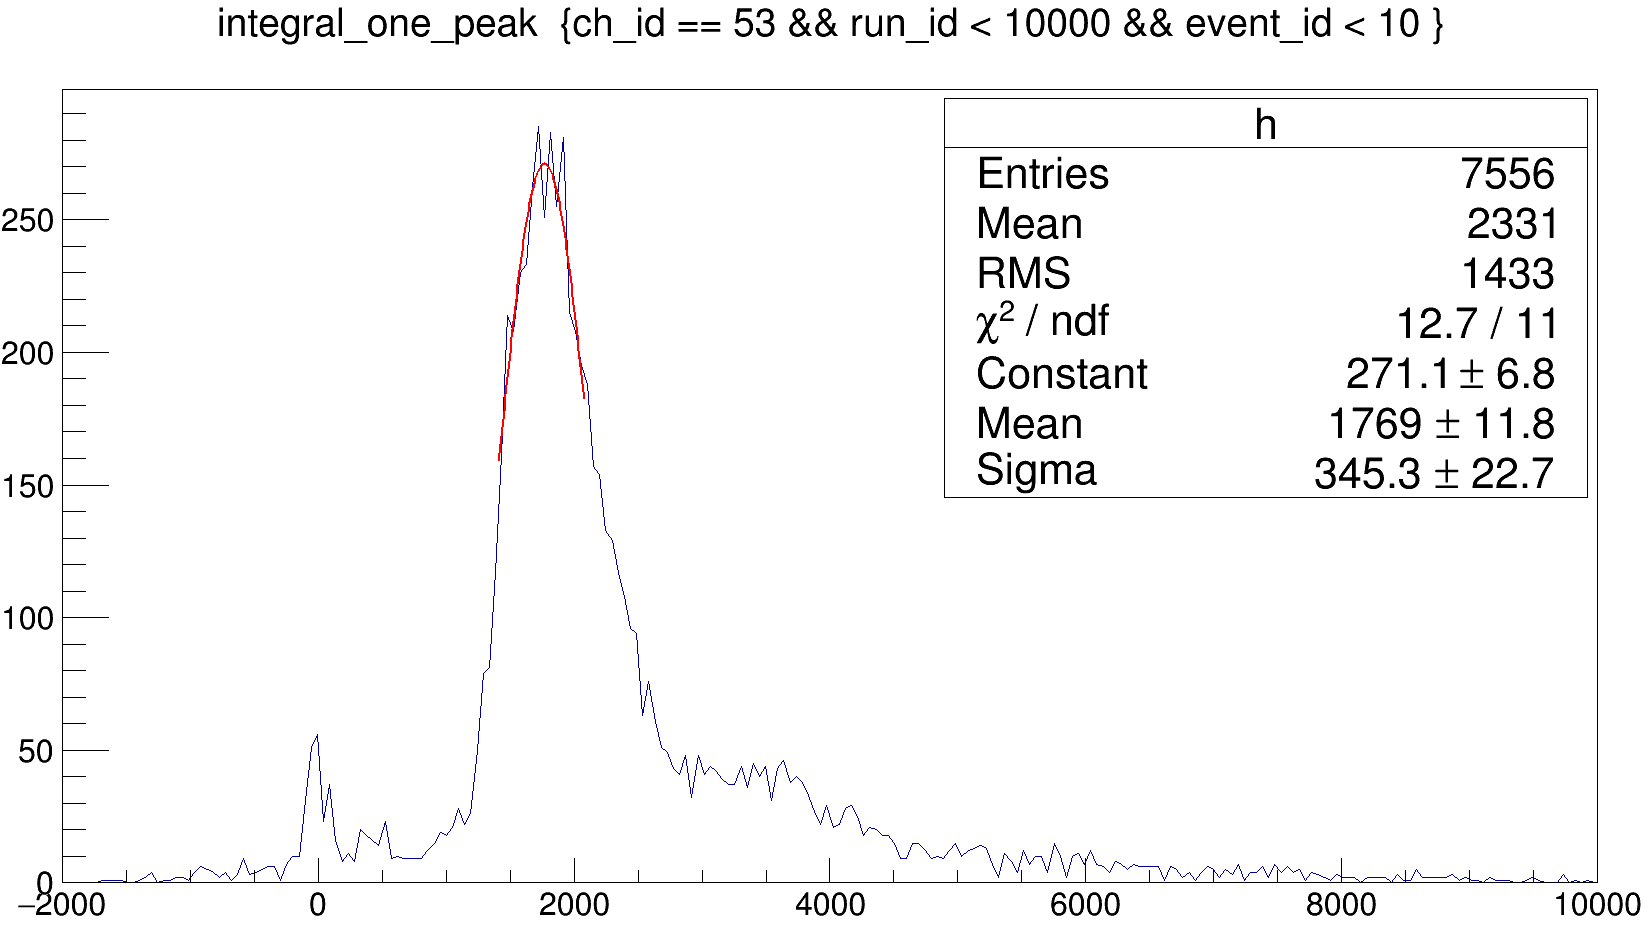 integral_one_peak {ch_id == 53 && run_id < 10000 && event_id < 10 }
h
Entries 7556
Mean 2331
RMS 1433
χ² / ndf 12.7 / 11
Constant 271.1 ± 6.8
Mean 1769 ± 11.8
Sigma 345.3 ± 22.7
250
200
150
100
50
0
−2000 0 2000 4000 6000 8000 10000